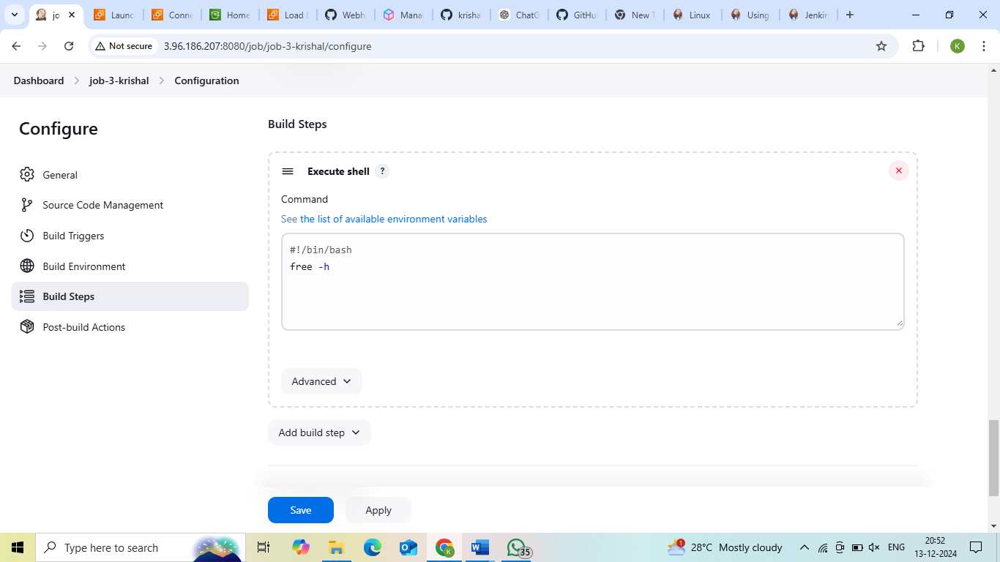 jo
Launc
Conne
Home
Load
Webh
Mana
krisha
ChatG
GitHu
New T
Linux
Using
Jenkin
Not secure
3.96.186.207:8080/job/job-3-krishal/configure
K
Dashboard > job-3-krishal > Configuration
Configure
General
Source Code Management
Build Triggers
Build Environment
Build Steps
Post-build Actions
Build Steps
Execute shell ?
Command
See the list of available environment variables
#!/bin/bash
free -h
Advanced
Add build step
Save
Apply
Type here to search
K
35
1
28°C Mostly cloudy
ENG
20:52
13-12-2024